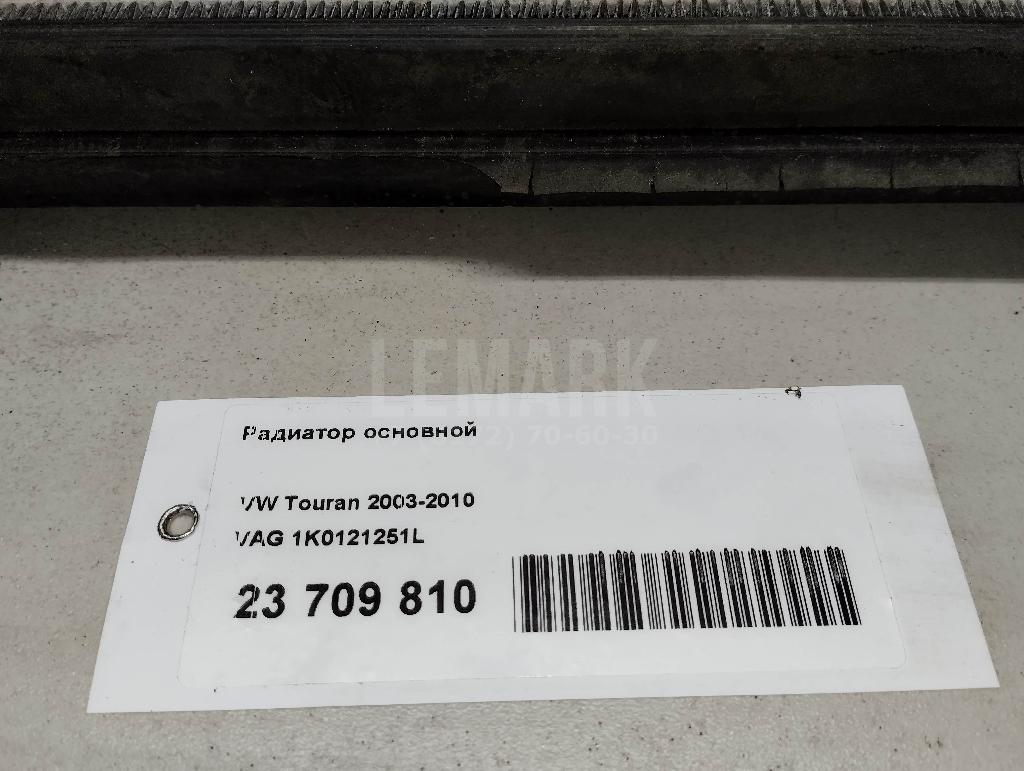 LEMARK
2) 70-60-30
Радиатор основной
VW Touran 2003-2010
VAG 1K0121251L
23 709 810